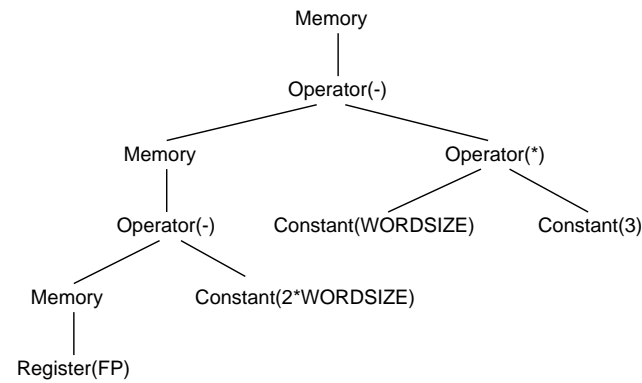 Memory
Operator(-)
Memory Operator(*)
Operator(-) Constant(WORDSIZE) Constant(3)
Memory Constant(2*WORDSIZE)
Register(FP)